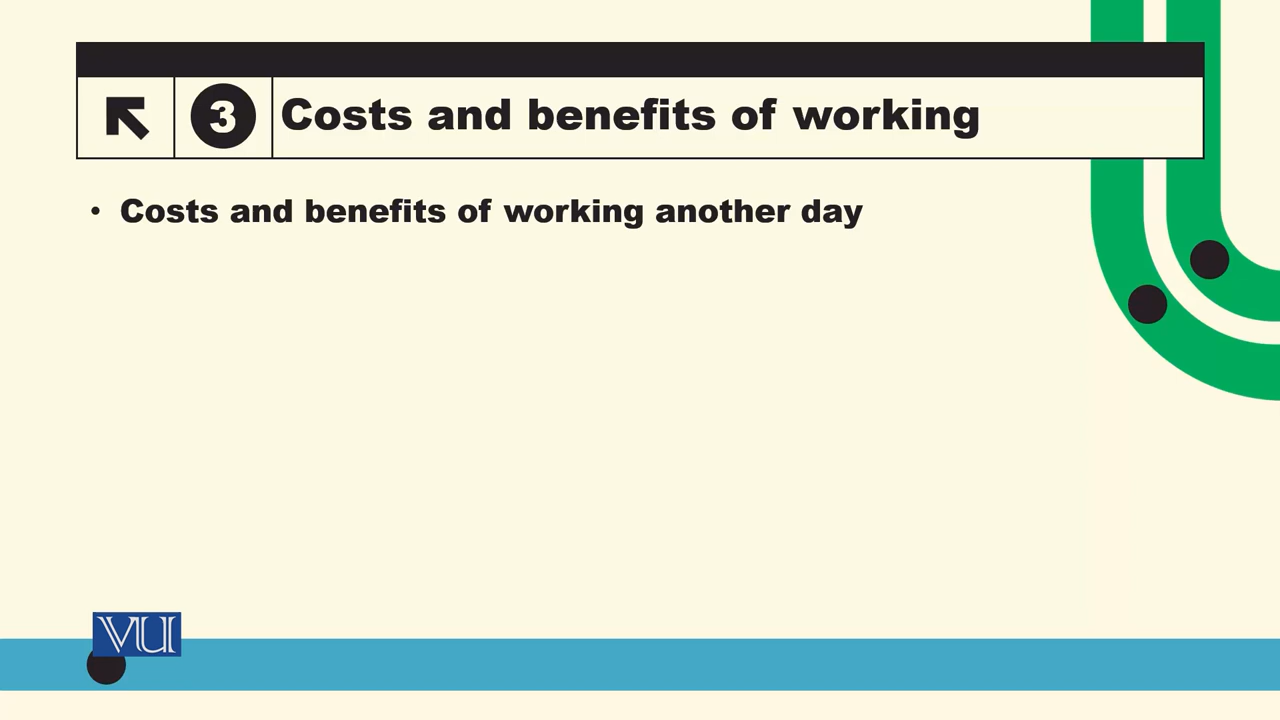 3 Costs and benefits of working
• Costs and benefits of working another day
VU